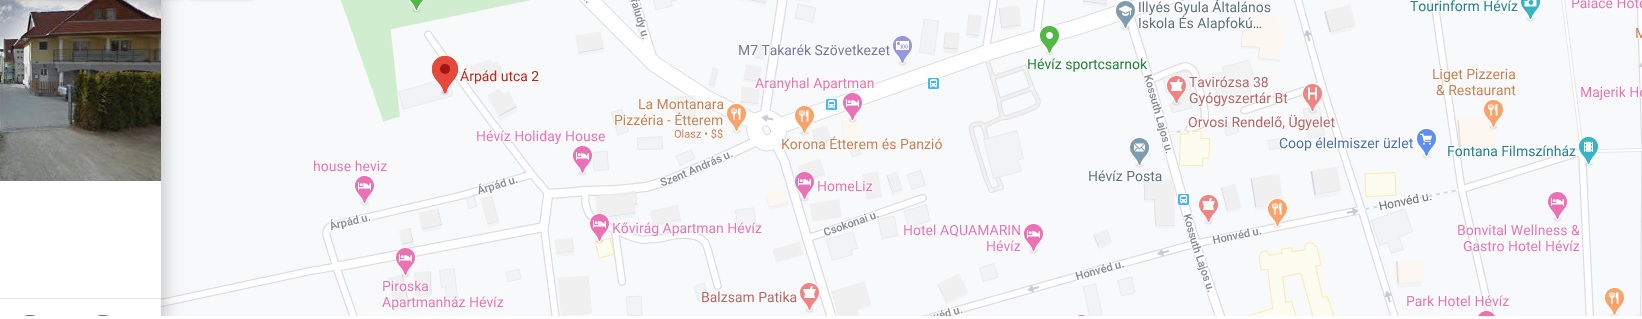 Illyés Gyula Általános
Iskola És Alapfokú...
Tourinform Hévíz
Palace Hote
M7 Takarék Szövetkezet
Hévíz sportcsarnok
Árpád utca 2
Aranyhal Apartman
Liget Pizzeria
& Restaurant
Tavirózsa 38
Gyógyszertár Bt
Majerik H
La Montanara
Pizzéria - Étterem
Olasz • $$
Orvosi Rendelő, Ügyelet
Hévíz Holiday House
Korona Étterem és Panzió
Coop élelmiszer üzlet
Fontana Filmszínház
Kossuth Lajos u.
house heviz
Szent András u.
Hévíz Posta
Árpád u.
HomeLiz
Árpád u.
Csokonai u.
Honvéd u.
Kővirág Apartman Hévíz
Hotel AQUAMARIN
Hévíz
Honvéd u.
Bonvital Wellness &
Gastro Hotel Hévíz
Kossuth Lajos u.
Honvéd u.
Piroska
Apartmanház Hévíz
Balzsam Patika
Park Hotel Hévíz